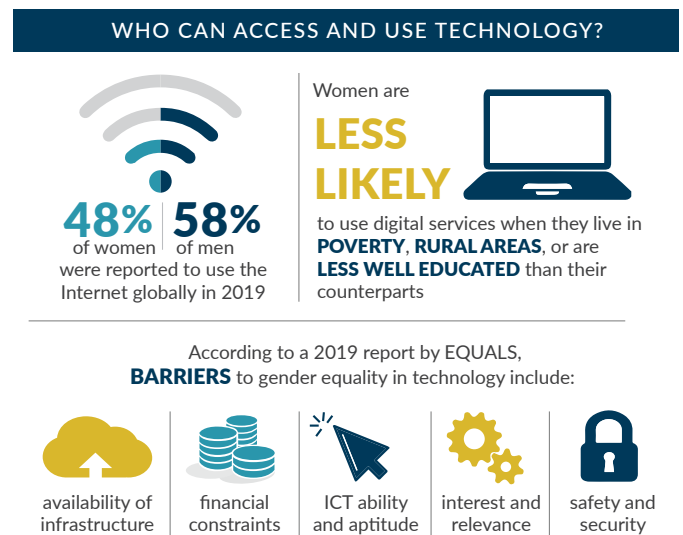 WHO CAN ACCESS AND USE TECHNOLOGY?
48% 58%
of women of men
were reported to use the
Internet globally in 2019
Women are
LESS
LIKELY
to use digital services when they live in
POVERTY, RURAL AREAS, or are
LESS WELL EDUCATED than their
counterparts
According to a 2019 report by EQUALS,
BARRIERS to gender equality in technology include:
availability of
infrastructure
financial
constraints
ICT ability
and aptitude
interest and
relevance
safety and
security